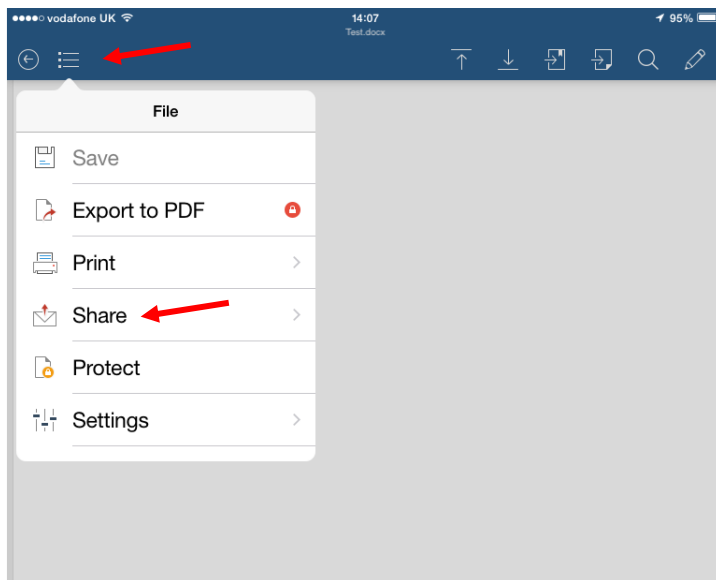 vodafone UK 14:07 95%
Test.docx
File
Save
Export to PDF
Print
Share
Protect
Settings